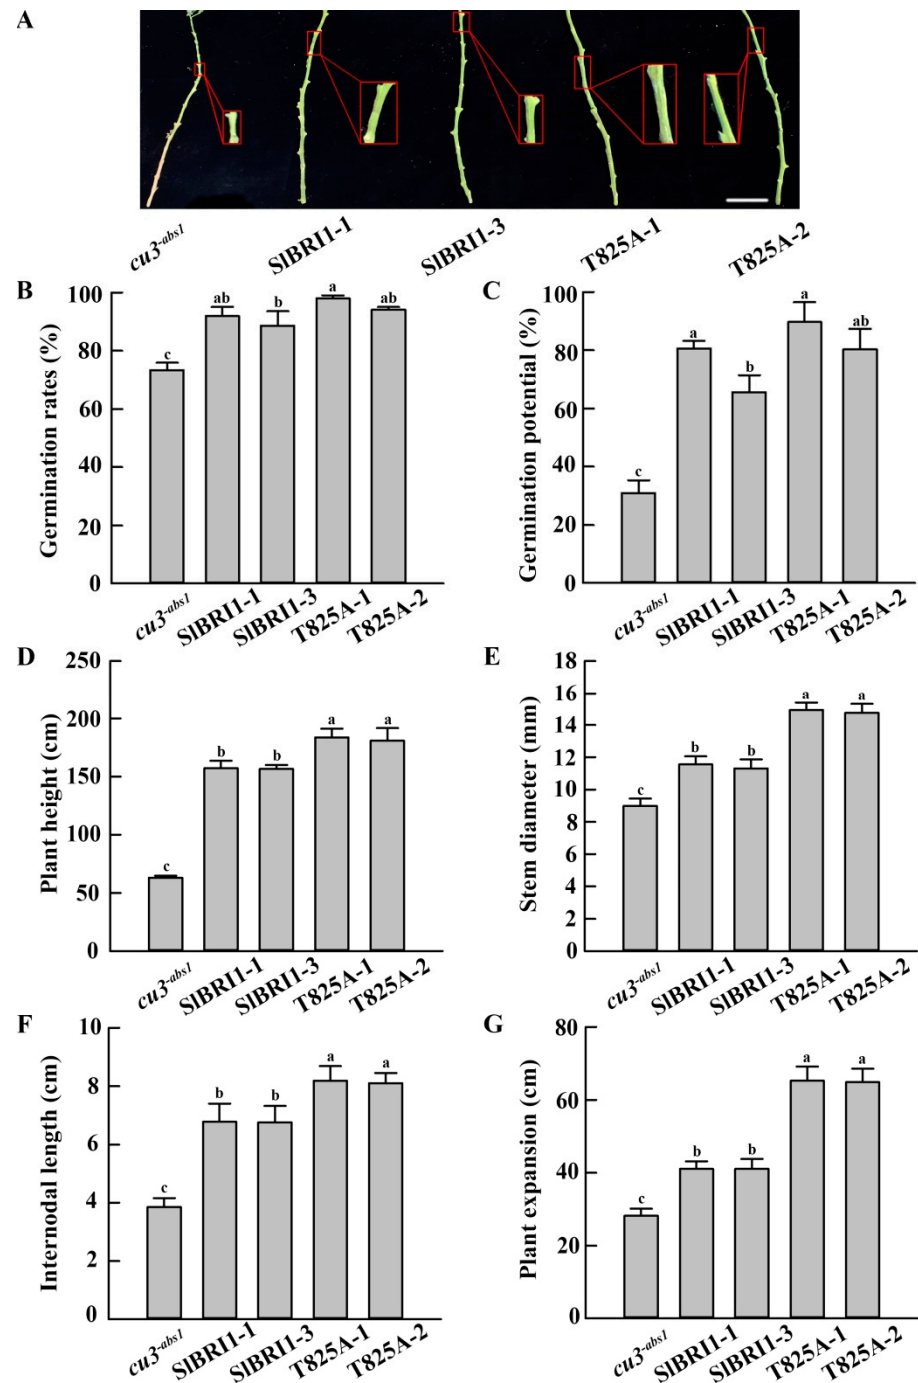 A
cu3-abs1 SlBRI1-1 SlBRI1-3 T825A-1 T825A-2
B
Germination rates (%)
100
80
60
40
20
0
c ab b a ab
cu3-abs1 SlBRI1-1 SlBRI1-3 T825A-1 T825A-2
C
Germination potential (%)
100
80
60
40
20
0
c a b a ab
cu3-abs1 SlBRI1-1 SlBRI1-3 T825A-1 T825A-2
D
Plant height (cm)
250
200
150
100
50
0
c b b a a
cu3-abs1 SlBRI1-1 SlBRI1-3 T825A-1 T825A-2
E
Stem diameter (mm)
18
16
14
12
10
8
6
4
2
0
c b b a a
cu3-abs1 SlBRI1-1 SlBRI1-3 T825A-1 T825A-2
F
Internodal length (cm)
10
8
6
4
2
0
c b b a a
cu3-abs1 SlBRI1-1 SlBRI1-3 T825A-1 T825A-2
G
Plant expansion (cm)
80
60
40
20
0
c b b a a
cu3-abs1 SlBRI1-1 SlBRI1-3 T825A-1 T825A-2